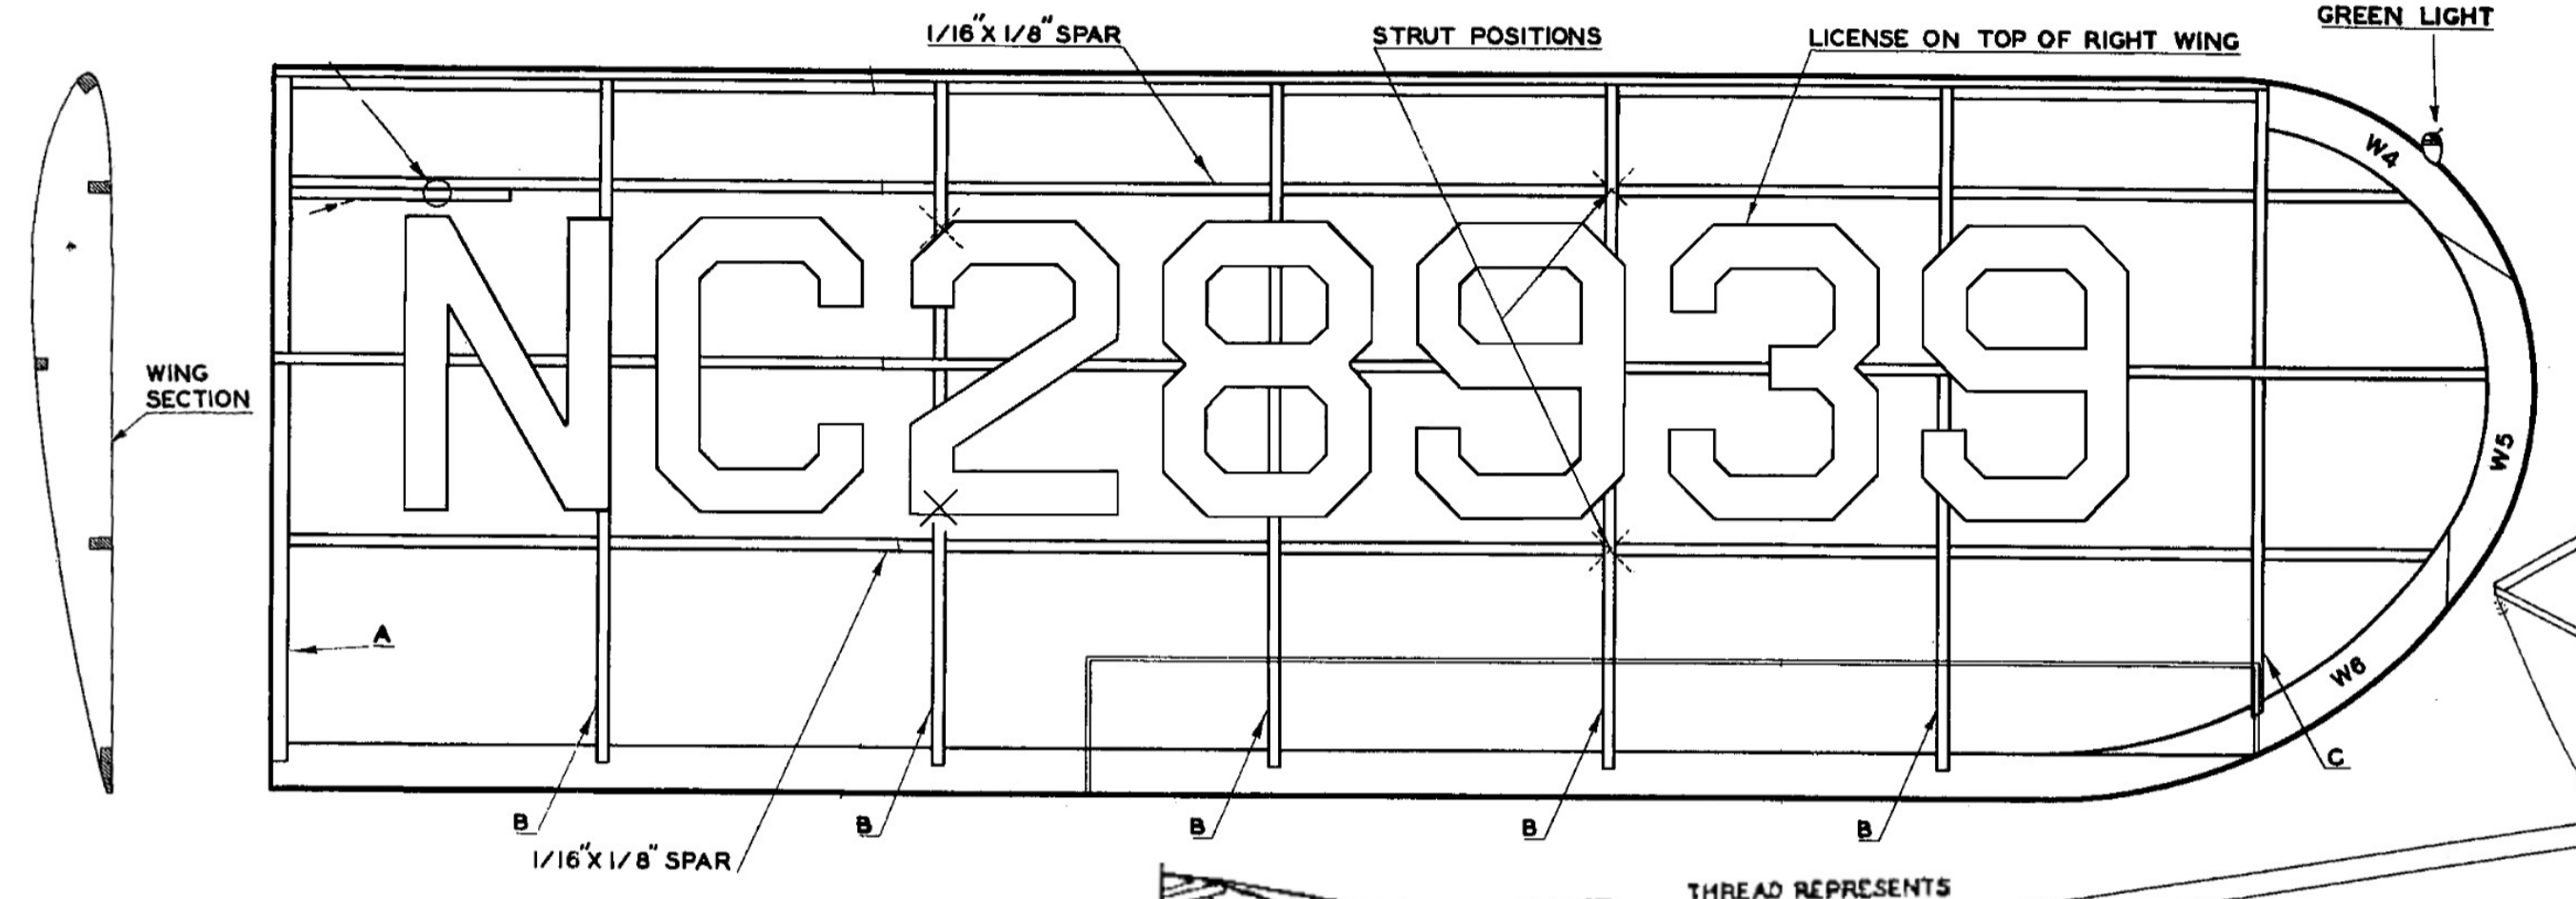 GREEN LIGHT
1/16"X 1/8" SPAR
STRUT POSITIONS
LICENSE ON TOP OF RIGHT WING
W4
NC28939
WING
SECTION
W5
A
W6
C
B
B
B
B
B
1/16"X 1/8" SPAR
THREAD REPRESENTS